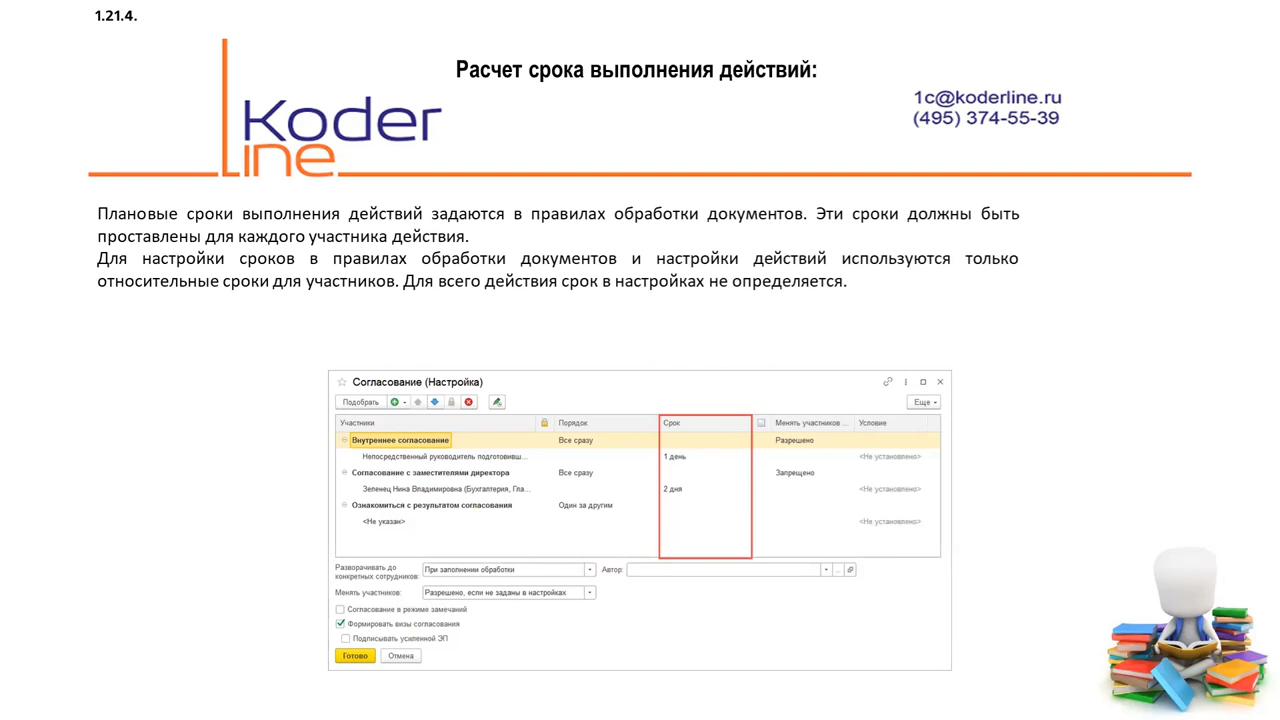 1.21.4.
Расчет срока выполнения действий:
Koder
Line
1c@koderline.ru
(495) 374-55-39
Плановые сроки выполнения действий задаются в правилах обработки документов. Эти сроки должны быть
проставлены для каждого участника действия.
Для настройки сроков в правилах обработки документов и настройки действий используются только
относительные сроки для участников. Для всего действия срок в настройках не определяется.
Согласование (Настройка)
Подобрать Еще
Участники Порядок Срок Менять участников ... Условие
Внутреннее согласование Все сразу Разрешено
Непосредственный руководитель подготовивш... 1 день <Не установлено>
Согласование с заместителями директора Все сразу Запрещено
Зеленец Нина Владимировна (Бухгалтерия, Гла... 2 дня <Не установлено>
Ознакомиться с результатом согласования Один за другим
<Не указан> <Не установлено>
Разворачивать до
конкретных сотрудников: При заполнении обработки Автор:
Менять участников: Разрешено, если не заданы в настройках
Согласование в режиме замечаний
Формировать визы согласования
Подписывать усиленной ЭП
Готово Отмена